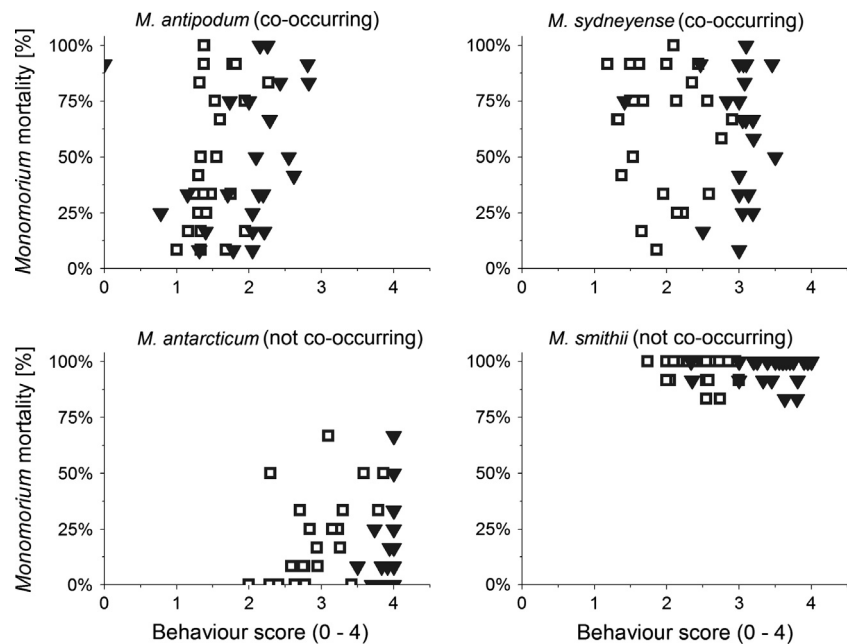 M. antipodum (co-occurring)
M. sydneyense (co-occurring)
Monomorium mortality [%]
100%
75%
50%
25%
0%
0 1 2 3 4
100%
75%
50%
25%
0%
0 1 2 3 4
M. antarcticum (not co-occurring)
M. smithii (not co-occurring)
Monomorium mortality [%]
100%
75%
50%
25%
0%
0 1 2 3 4
Behaviour score (0 - 4)
100%
75%
50%
25%
0%
0 1 2 3 4
Behaviour score (0 - 4)